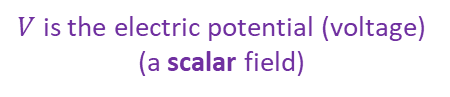 V is the electric potential (voltage)
(a scalar field)